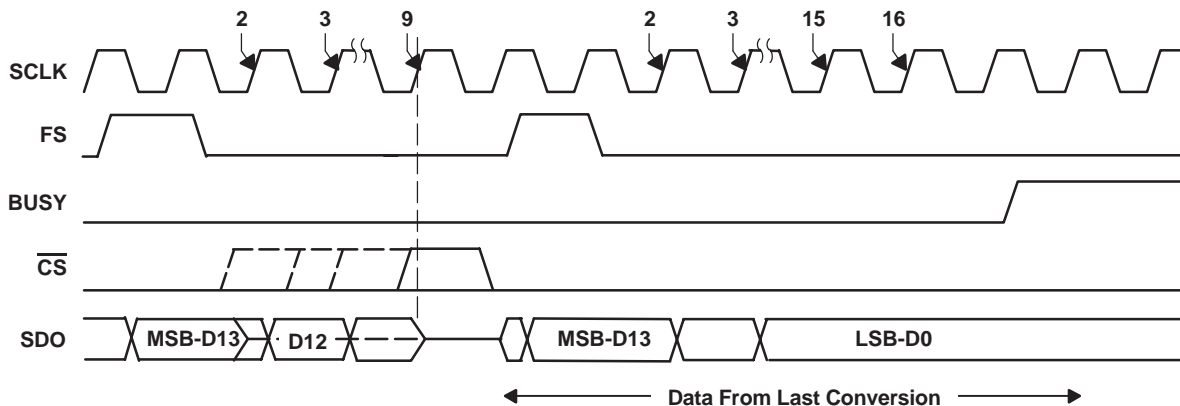 2 3 9 2 3 15 16
SCLK
FS
BUSY
CS
SDO MSB-D13 D12 MSB-D13 LSB-D0
Data From Last Conversion